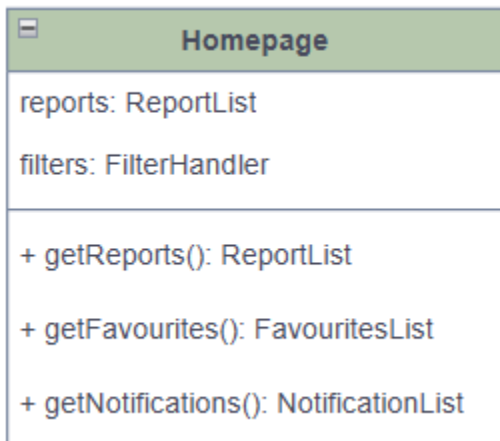 Homepage
reports: ReportList
filters: FilterHandler
+ getReports(): ReportList
+ getFavourites(): FavouritesList
+ getNotifications(): NotificationList